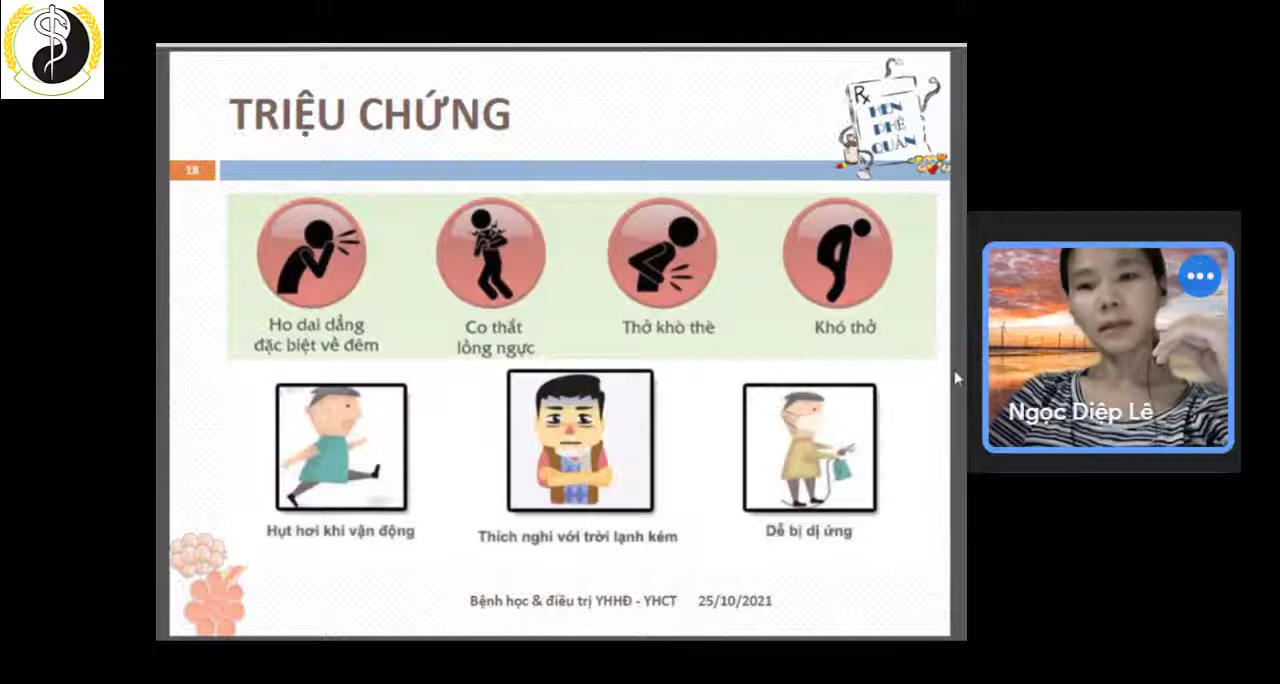 TRIỆU CHỨNG
Rx
HEN
PHẾ
QUẢN
18
Ho dai dẳng
đặc biệt về đêm
Co thắt
lồng ngực
Thở khò thè
Khó thở
Hụt hơi khi vận động
Thích nghi với trời lạnh kém
Dễ bị dị ứng
Bệnh học & điều trị YHHĐ - YHCT 25/10/2021
Ngọc Diệp Lê